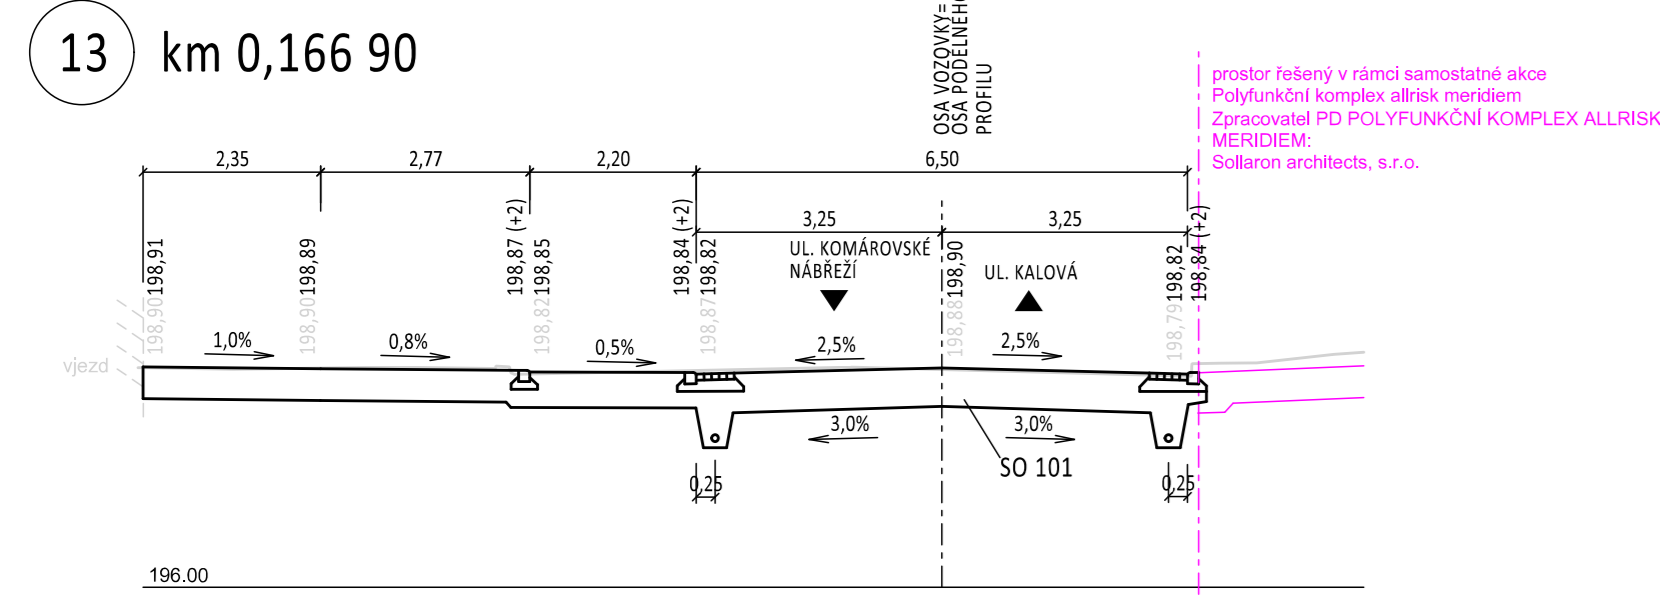 13 km 0,166 90
OSA VOZOVKY=
OSA PODÉLNÉHO
PROFILU
prostor řešený v rámci samostatné akce
Polyfunkční komplex allrisk meridiem
Zpracovatel PD POLYFUNKČNÍ KOMPLEX ALLRISK
MERIDIEM:
Sollaron architects, s.r.o.
2,35 2,77 2,20 6,50
3,25 3,25
198,91
198,90
198,89
198,90
198,87 (+2)
198,85
198,82
198,84 (+2)
198,82
198,87
UL. KOMÁROVSKÉ
NÁBŘEŽÍ
198,90
198,88
UL. KALOVÁ
198,82
198,79
198,84 (+2)
vjezd
1,0% 0,8% 0,5% 2,5% 2,5%
3,0% 3,0%
SO 101
0,25 0,25
196.00